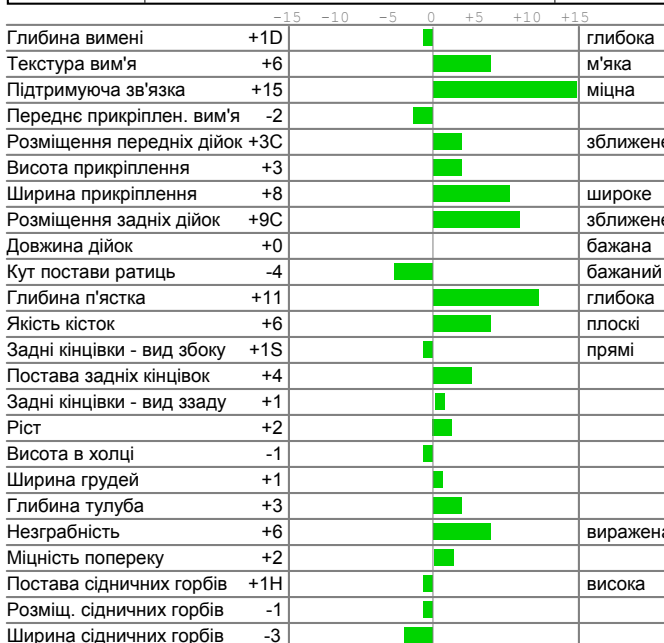 -15 -10 -5 0 +5 +10 +15
Глибина вимені +1D глибока
Текстура вим'я +6 м'яка
Підтримуюча зв'язка +15 міцна
Переднє прикріплен. вим'я -2
Розміщення передніх дійок +3C зближене
Висота прикріплення +3
Ширина прикріплення +8 широке
Розміщення задніх дійок +9C зближене
Довжина дійок +0 бажана
Кут постави ратиць -4 бажаний
Глибина п'ястка +11 глибока
Якість кісток +6 плоскі
Задні кінцівки - вид збоку +1S прямі
Постава задніх кінцівок +4
Задні кінцівки - вид ззаду +1
Ріст +2
Висота в холці -1
Ширина грудей +1
Глибина тулуба +3
Незграбність +6 виражена
Міцність попереку +2
Постава сідничних горбів +1H висока
Розміщ. сідничних горбів -1
Ширина сідничних горбів -3